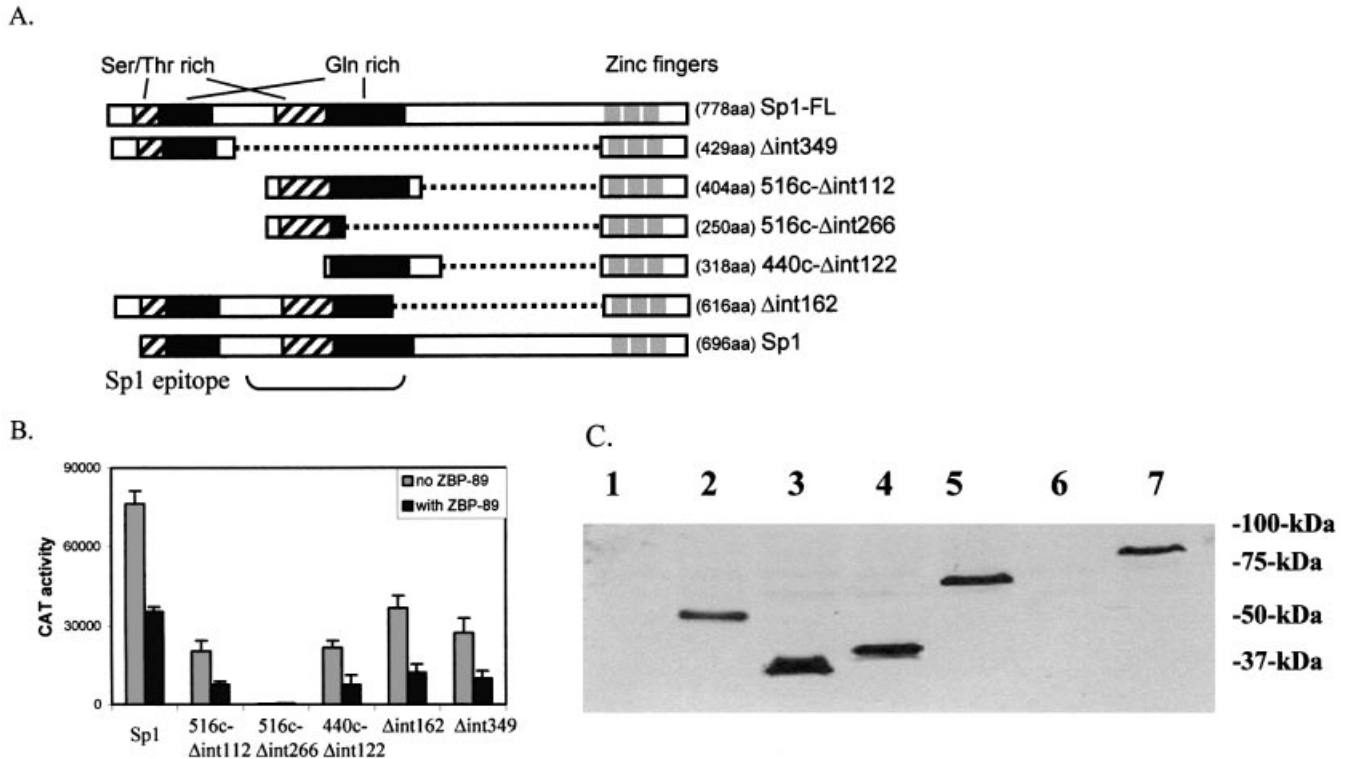 A.
Ser/Thr rich Gln rich Zinc fingers
(778aa) Sp1-FL
(429aa) Δint349
(404aa) 516c-Δint112
(250aa) 516c-Δint266
(318aa) 440c-Δint122
(616aa) Δint162
(696aa) Sp1
Sp1 epitope
B.
90000
60000
30000
0
CAT activity
no ZBP-89
with ZBP-89
Sp1 516c- 516c- 440c- Δint162 Δint349
Δint112 Δint266 Δint122
C.
1 2 3 4 5 6 7
-100-kDa
-75-kDa
-50-kDa
-37-kDa